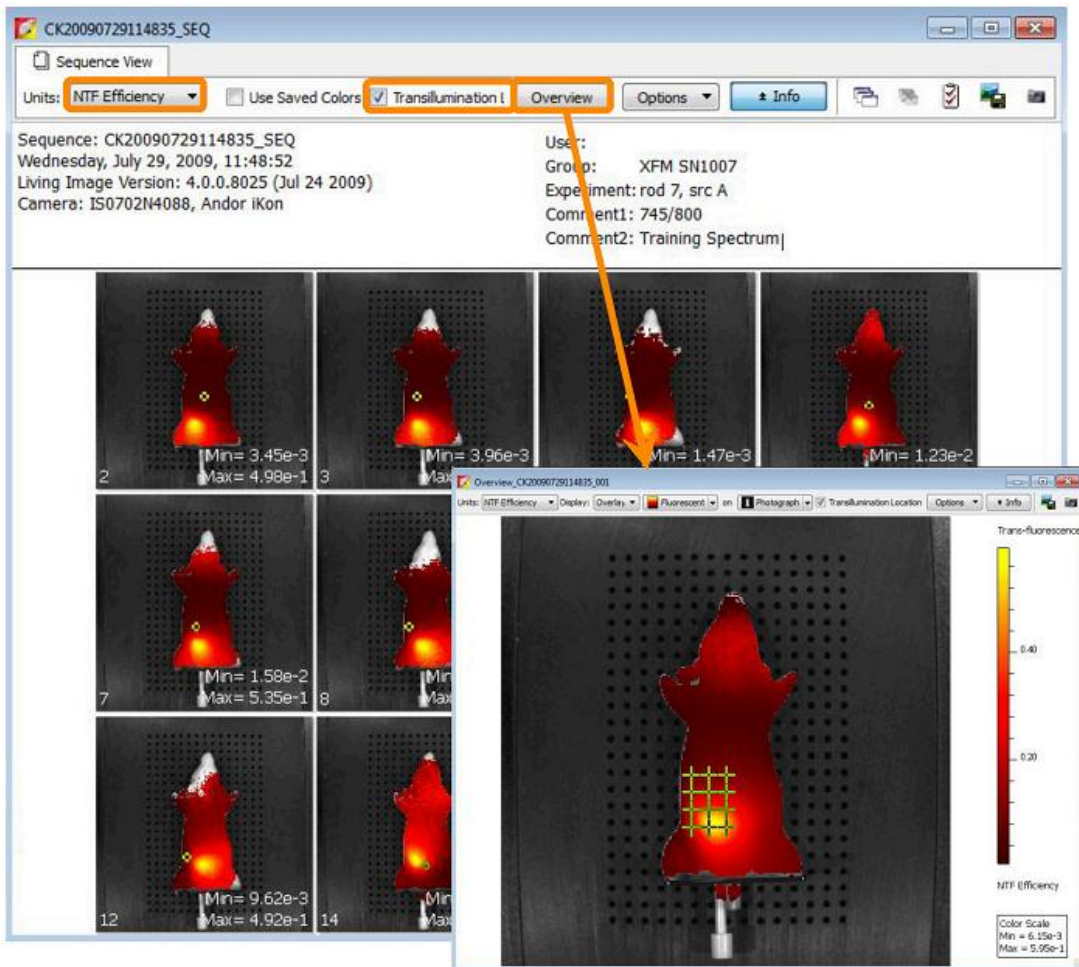 CK20090729114835_SEQ
Sequence View
Units: NTF Efficiency Use Saved Colors Transillumination L Overview Options ± Info
Sequence: CK20090729114835_SEQ
Wednesday, July 29, 2009, 11:48:52
Living Image Version: 4.0.0.8025 (Jul 24 2009)
Camera: IS0702N4088, Andor iKon
User:
Group: XFM SN1007
Experiment: rod 7, src A
Comment1: 745/800
Comment2: Training Spectrum
Min= 3.45e-3
2 Max= 4.98e-1
Min= 3.96e-3
3 Max
Min= 1.47e-3
Min= 1.23e-2
Min= 1.58e-2
7 Max= 5.35e-1
Min
8 Max
Min= 9.62e-3
12 Max= 4.92e-1
Min
14 Max
Overview_CK20090729114835_001
Units: NTF Efficiency Display: Overlay Fluorescent on Photograph Transillumination Location Options Info
Trans-fluorescence
0.40
0.20
NTF Efficiency
Color Scale
Min = 6.15e-3
Max = 5.95e-1